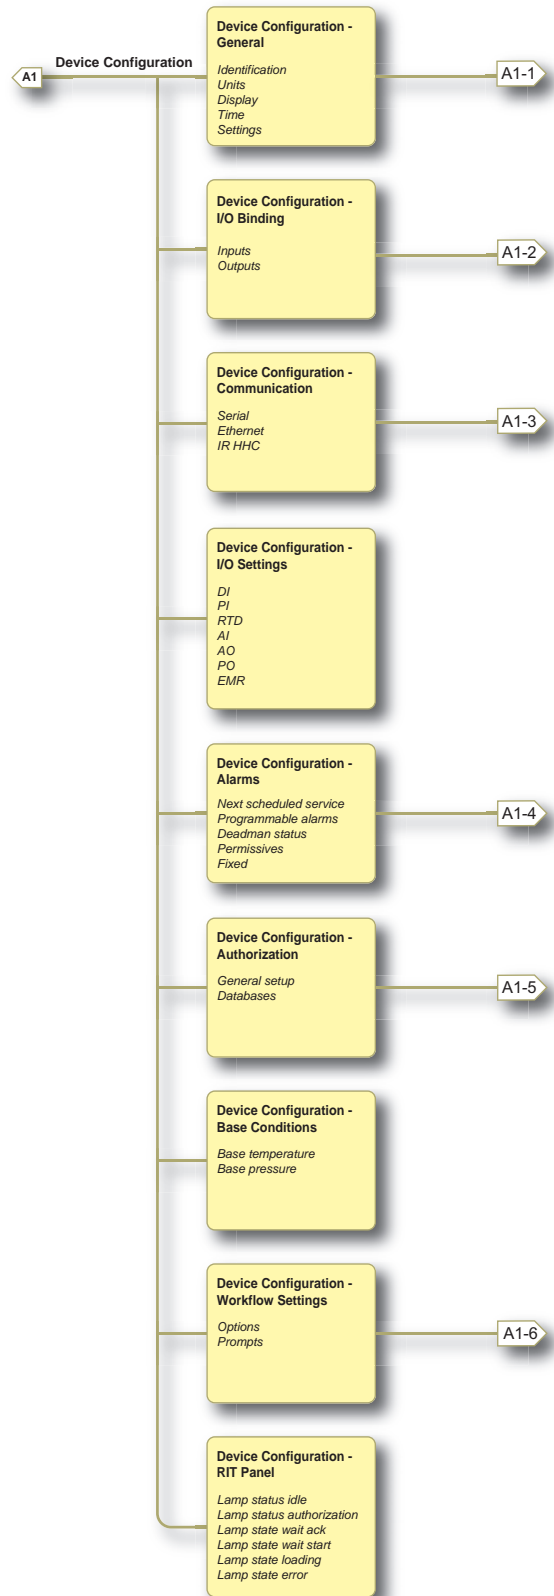 Device Configuration -
General
Identification
Units
Display
Time
Settings
A1
Device Configuration
A1-1
Device Configuration -
I/O Binding
Inputs
Outputs
A1-2
Device Configuration -
Communication
Serial
Ethernet
IR HHC
A1-3
Device Configuration -
I/O Settings
DI
PI
RTD
AI
AO
PO
EMR
Device Configuration -
Alarms
Next scheduled service
Programmable alarms
Deadman status
Permissives
Fixed
A1-4
Device Configuration -
Authorization
General setup
Databases
A1-5
Device Configuration -
Base Conditions
Base temperature
Base pressure
Device Configuration -
Workflow Settings
Options
Prompts
A1-6
Device Configuration -
RIT Panel
Lamp status idle
Lamp status authorization
Lamp state wait ack
Lamp state wait start
Lamp state loading
Lamp state error